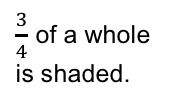 3/4 of a whole
is shaded.